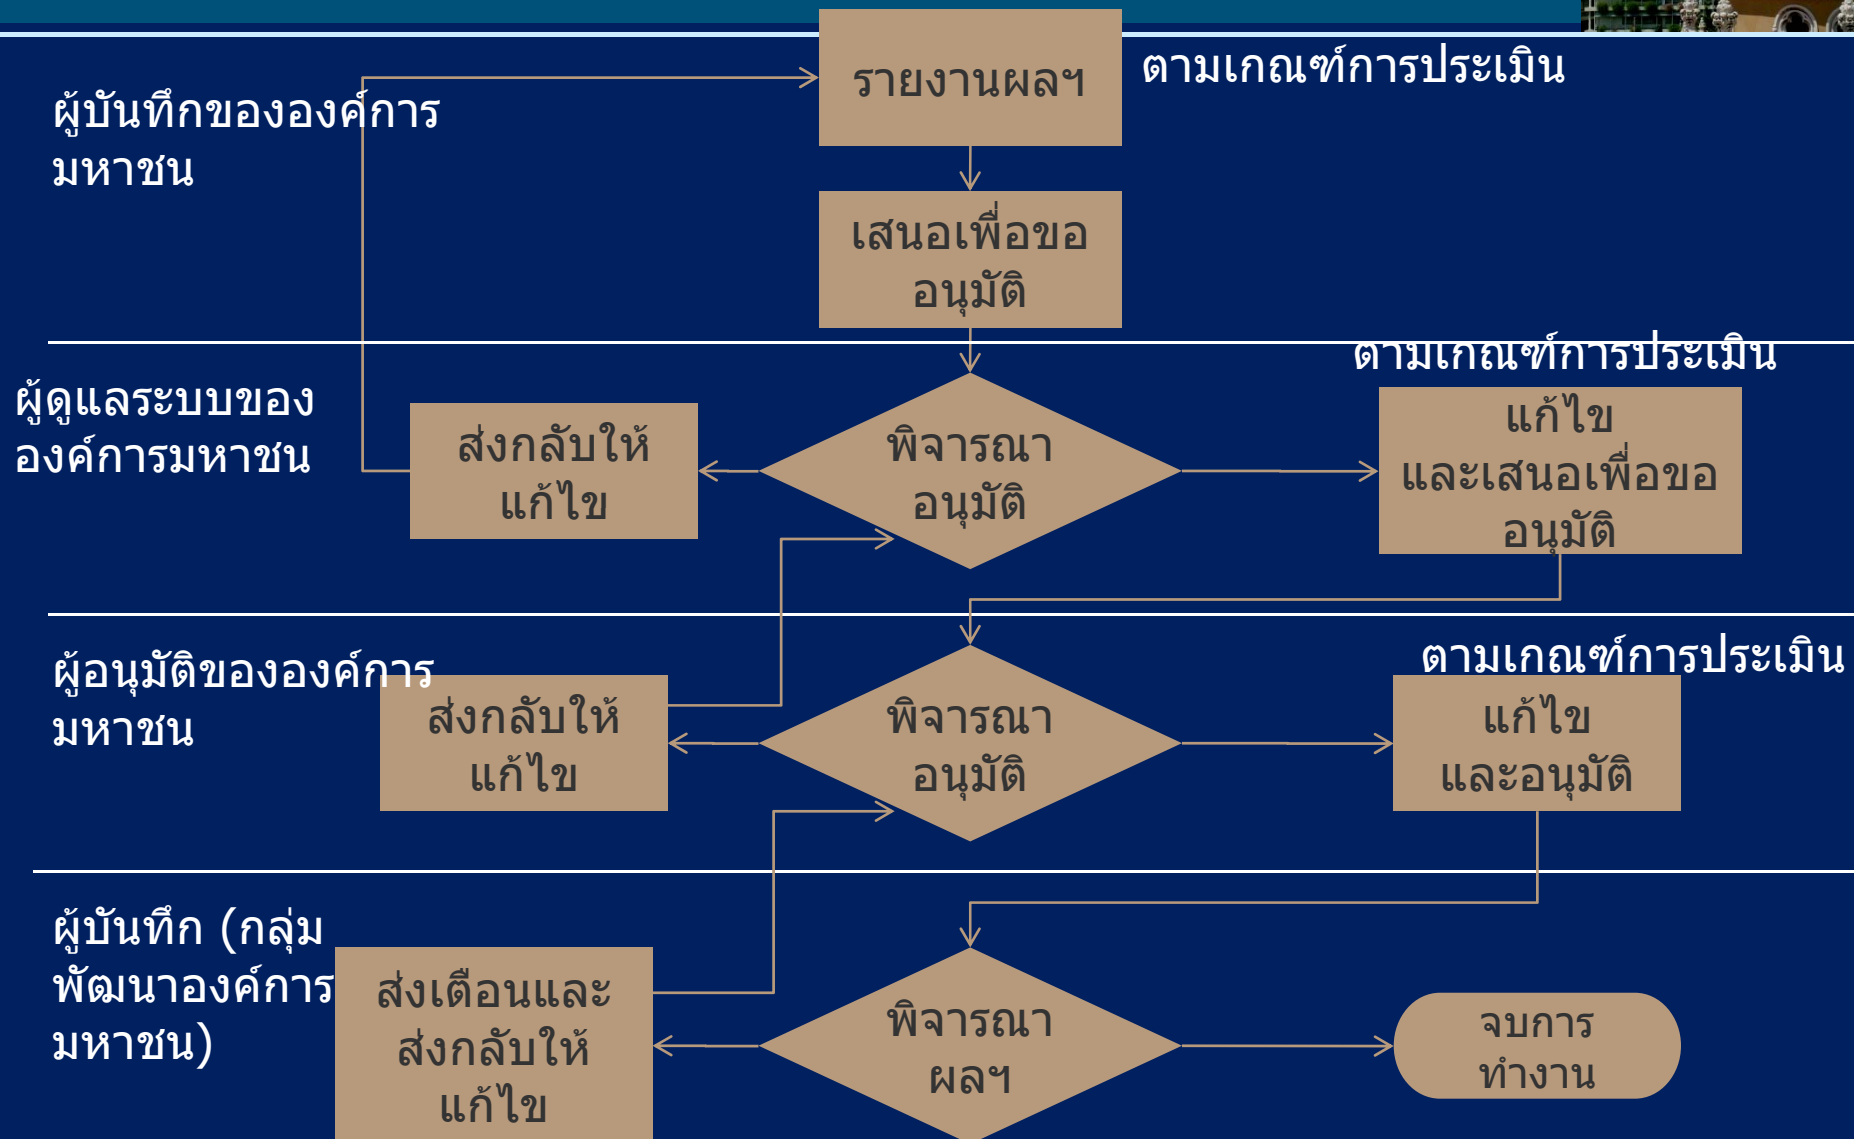 รายงานผลฯ
ตามเกณฑ์การประเมิน
ผู้บันทึกขององค์การ
มหาชน
เสนอเพื่อขอ
อนุมัติ
ตามเกณฑ์การประเมิน
ผู้ดูแลระบบของ
องค์การมหาชน
ส่งกลับให้
แก้ไข
พิจารณา
อนุมัติ
แก้ไข
และเสนอเพื่อขอ
อนุมัติ
ผู้อนุมัติขององค์การ
มหาชน
ส่งกลับให้
แก้ไข
พิจารณา
อนุมัติ
ตามเกณฑ์การประเมิน
แก้ไข
และอนุมัติ
ผู้บันทึก (กลุ่ม
พัฒนาองค์การ
มหาชน)
ส่งเตือนและ
ส่งกลับให้
แก้ไข
พิจารณา
ผลฯ
จบการ
ทำงาน